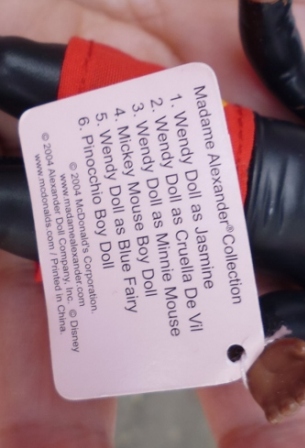 Madame Alexander® Collection
1. Wendy Doll as Jasmine
2. Wendy Doll as Cruella De Vil
3. Wendy Doll as Minnie Mouse
4. Mickey Mouse Boy Doll
5. Wendy Doll as Blue Fairy
6. Pinocchio Boy Doll
© 2004 McDonald's Corporation.
www.madamealexander.com
© 2004 Alexander Doll Company, Inc. © Disney
www.mcdonalds.com / Printed in China.